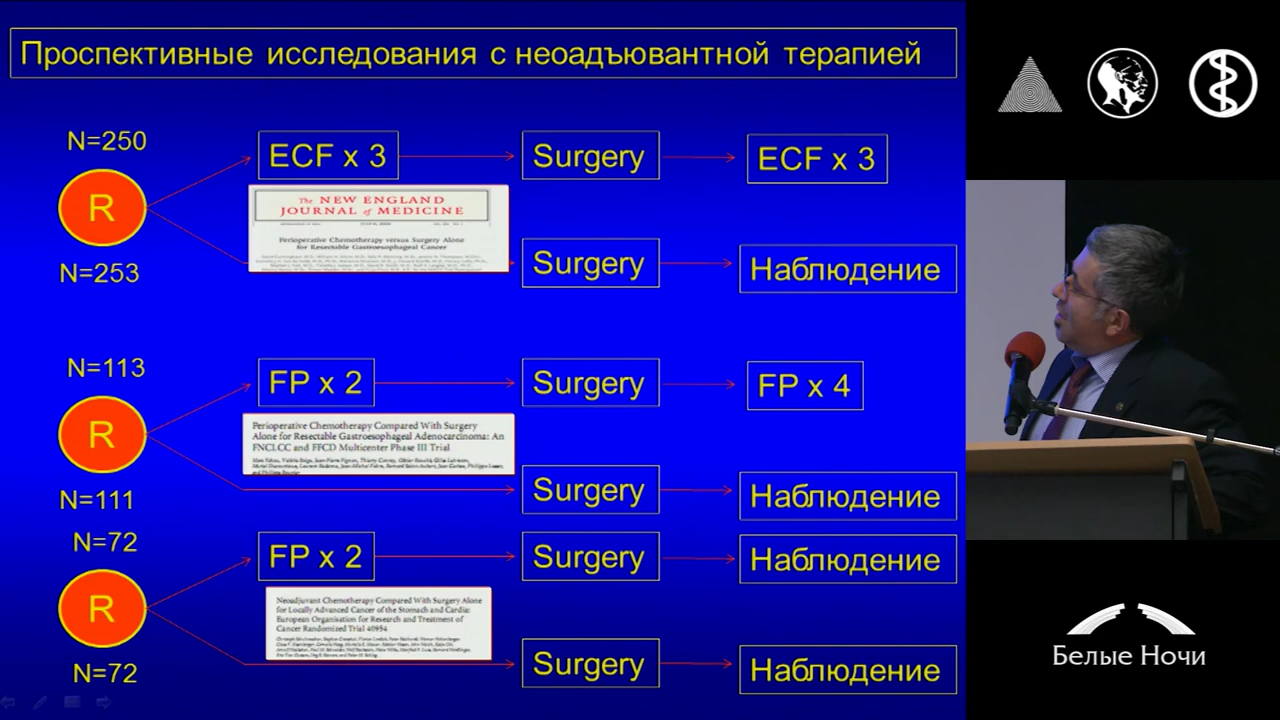 Проспективные исследования с неоадъювантной терапией
N=250
R
N=253
ECF x 3
Surgery
ECF x 3
The NEW ENGLAND
JOURNAL of MEDICINE
Perioperative Chemotherapy versus Surgery Alone
for Resectable Gastroesophageal Cancer
Surgery
Наблюдение
N=113
R
N=111
FP x 2
Surgery
FP x 4
Perioperative Chemotherapy Compared With Surgery
Alone for Resectable Gastroesophageal Adenocarcinoma: An
FNCLCC and FFCD Multicenter Phase III Trial
Surgery
Наблюдение
N=72
R
N=72
FP x 2
Surgery
Наблюдение
Neoadjuvant Chemotherapy Compared With Surgery Alone
for Locally Advanced Cancer of the Stomach and Cardia:
European Organisation for Research and Treatment of
Cancer Randomized Trial 40954
Surgery
Наблюдение
Белые Ночи